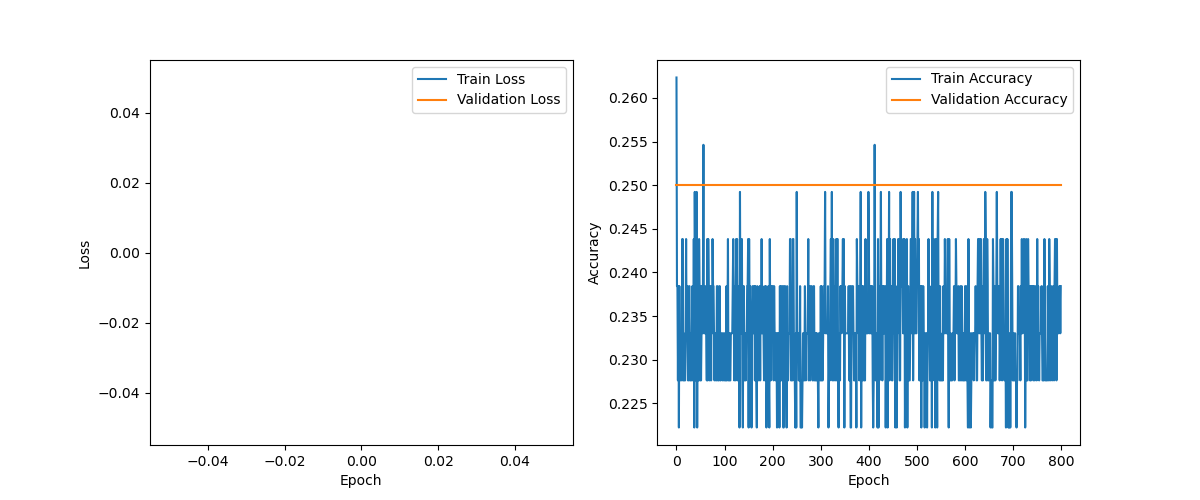 Train Loss
Validation Loss
0.04
0.02
0.00
−0.02
−0.04
Loss
−0.04 −0.02 0.00 0.02 0.04
Epoch
Train Accuracy
Validation Accuracy
0.260
0.255
0.250
0.245
0.240
0.235
0.230
0.225
Accuracy
0 100 200 300 400 500 600 700 800
Epoch